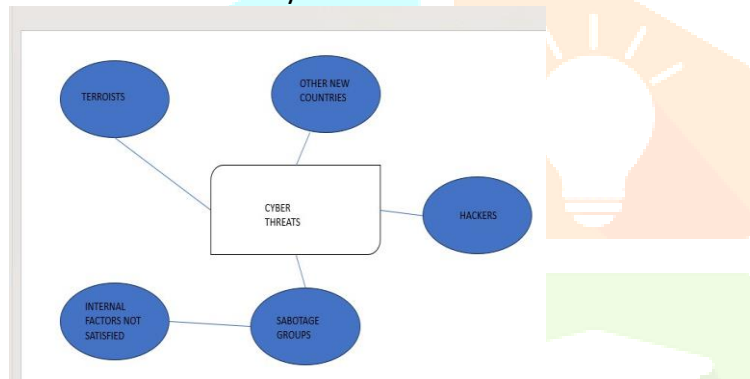 TERROISTS
OTHER NEW
COUNTRIES
CYBER
THREATS
HACKERS
INTERNAL
FACTORS NOT
SATISFIED
SABOTAGE
GROUPS